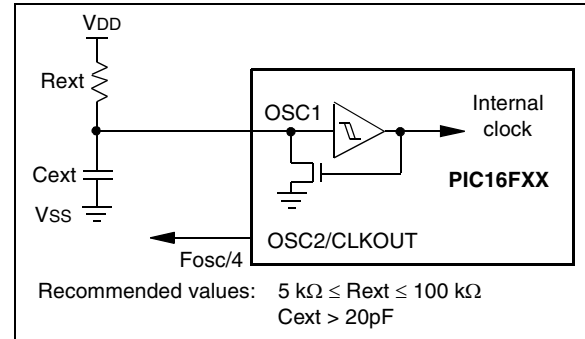 VDD
Rext
OSC1
Internal
clock
Cext
PIC16FXX
VSS
OSC2/CLKOUT
Fosc/4
Recommended values: 5 kΩ ≤ Rext ≤ 100 kΩ
Cext > 20pF